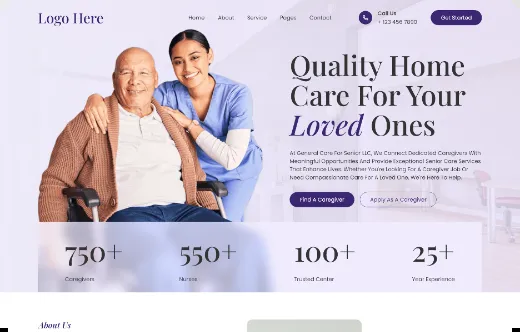 Logo Here
Home About Service Pages Contact
Call Us
+ 123 456 7890
Get Started
Quality Home
Care For Your
Loved Ones
At General Care For Senior LLC, We Connect Dedicated Caregivers With
Meaningful Opportunities And Provide Exceptional Senior Care Services
That Enhance Lives. Whether You're Looking For A Caregiver Job Or
Need Compassionate Care For A Loved One, We're Here To Help.
Find A Caregiver
Apply As A Caregiver
750+ 550+ 100+ 25+
Caregivers Nurses Trusted Center Year Experience
About Us